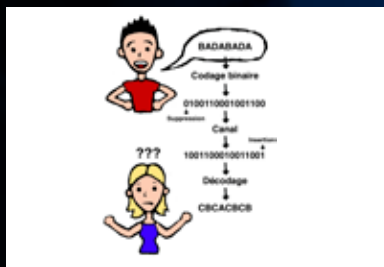 BADABADA
Codage binaire
0100110001001100
Suppression
Canal
Insertion
???
1001100010011001
Décodage
CBCACBCB